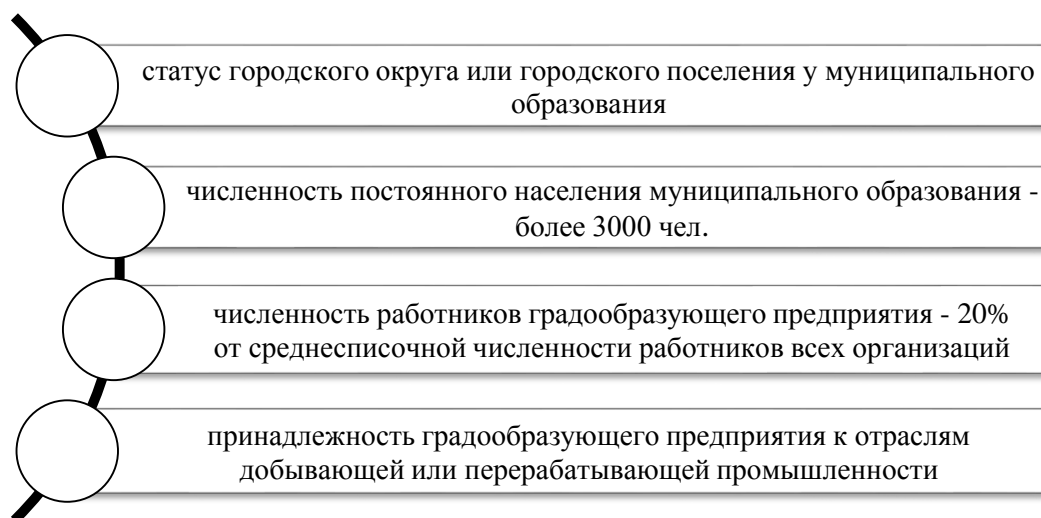 статус городского округа или городского поселения у муниципального
образования
численность постоянного населения муниципального образования -
более 3000 чел.
численность работников градообразующего предприятия - 20%
от среднесписочной численности работников всех организаций
принадлежность градообразующего предприятия к отраслям
добывающей или перерабатывающей промышленности